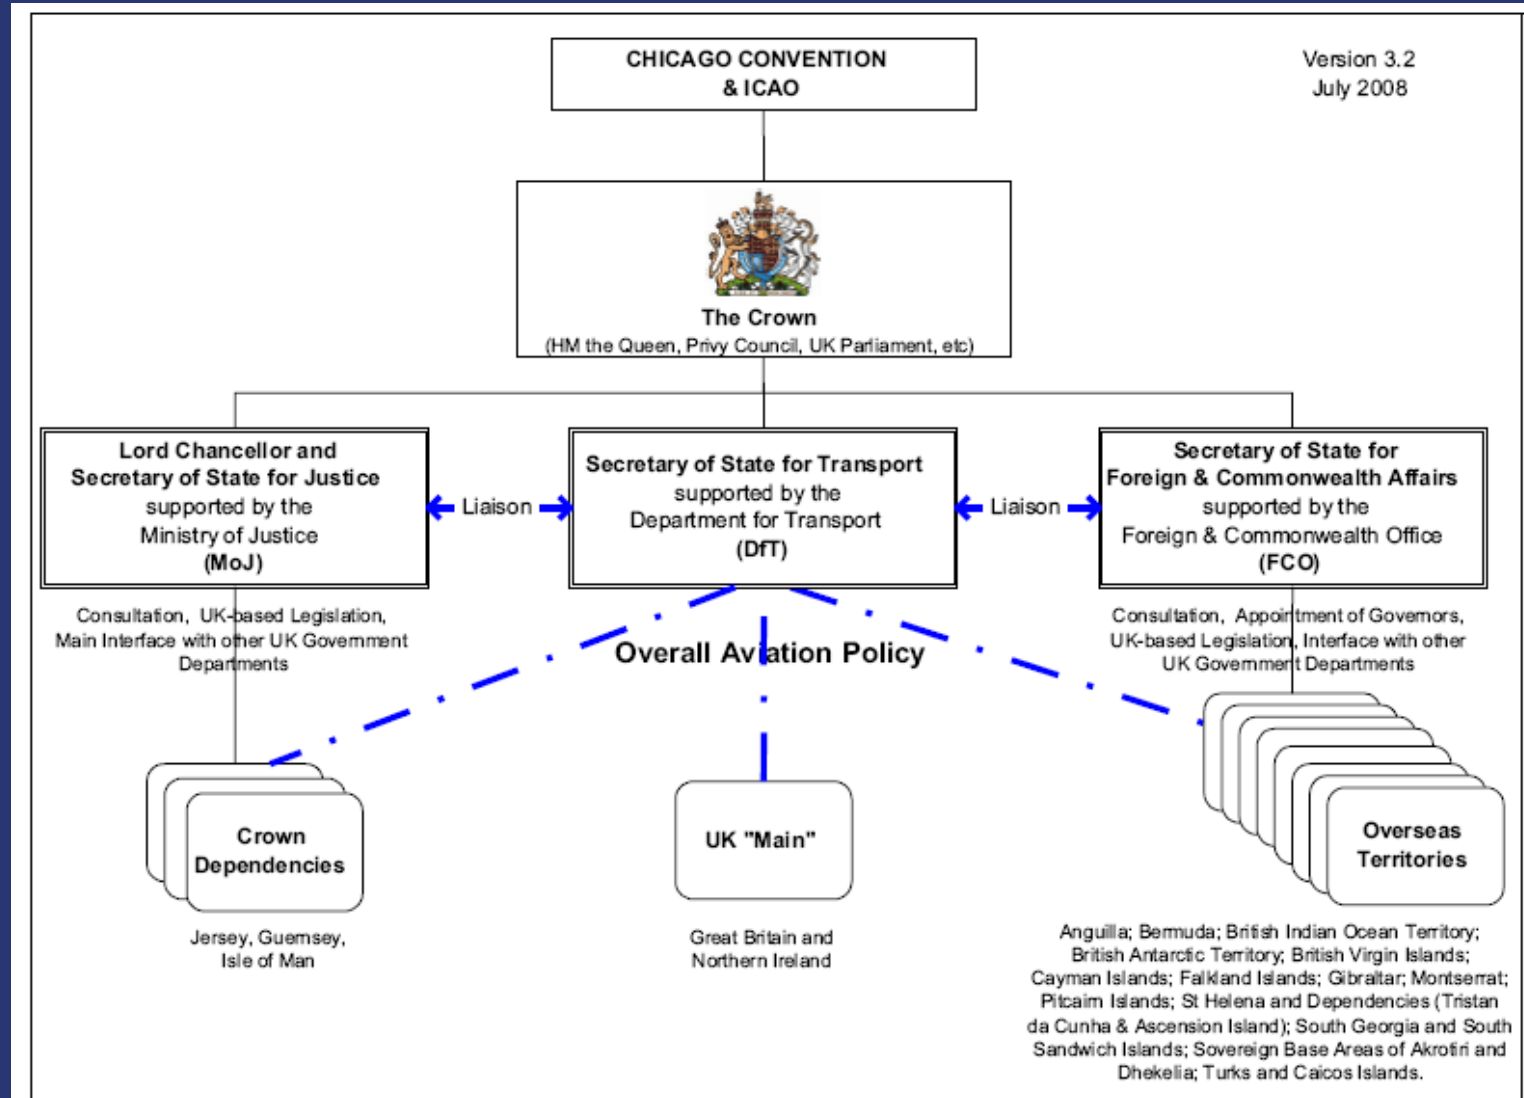 CHICAGO CONVENTION
& ICAO
Version 3.2
July 2008
The Crown
(HM the Queen, Privy Council, UK Parliament, etc)
Lord Chancellor and
Secretary of State for Justice
supported by the
Ministry of Justice
(MoJ)
Liaison
Secretary of State for Transport
supported by the
Department for Transport
(DfT)
Liaison
Secretary of State for
Foreign & Commonwealth Affairs
supported by the
Foreign & Commonwealth Office
(FCO)
Consultation, UK-based Legislation,
Main Interface with other UK Government
Departments
Overall Aviation Policy
Consultation, Appointment of Governors,
UK-based Legislation, Interface with other
UK Government Departments
Crown
Dependencies
UK "Main"
Overseas
Territories
Jersey, Guernsey,
Isle of Man
Great Britain and
Northern Ireland
Anguilla; Bermuda; British Indian Ocean Territory;
British Antarctic Territory; British Virgin Islands;
Cayman Islands; Falkland Islands; Gibraltar; Montserrat;
Pitcairn Islands; St Helena and Dependencies (Tristan
da Cunha & Ascension Island); South Georgia and South
Sandwich Islands; Sovereign Base Areas of Akrotiri and
Dhekelia; Turks and Caicos Islands.